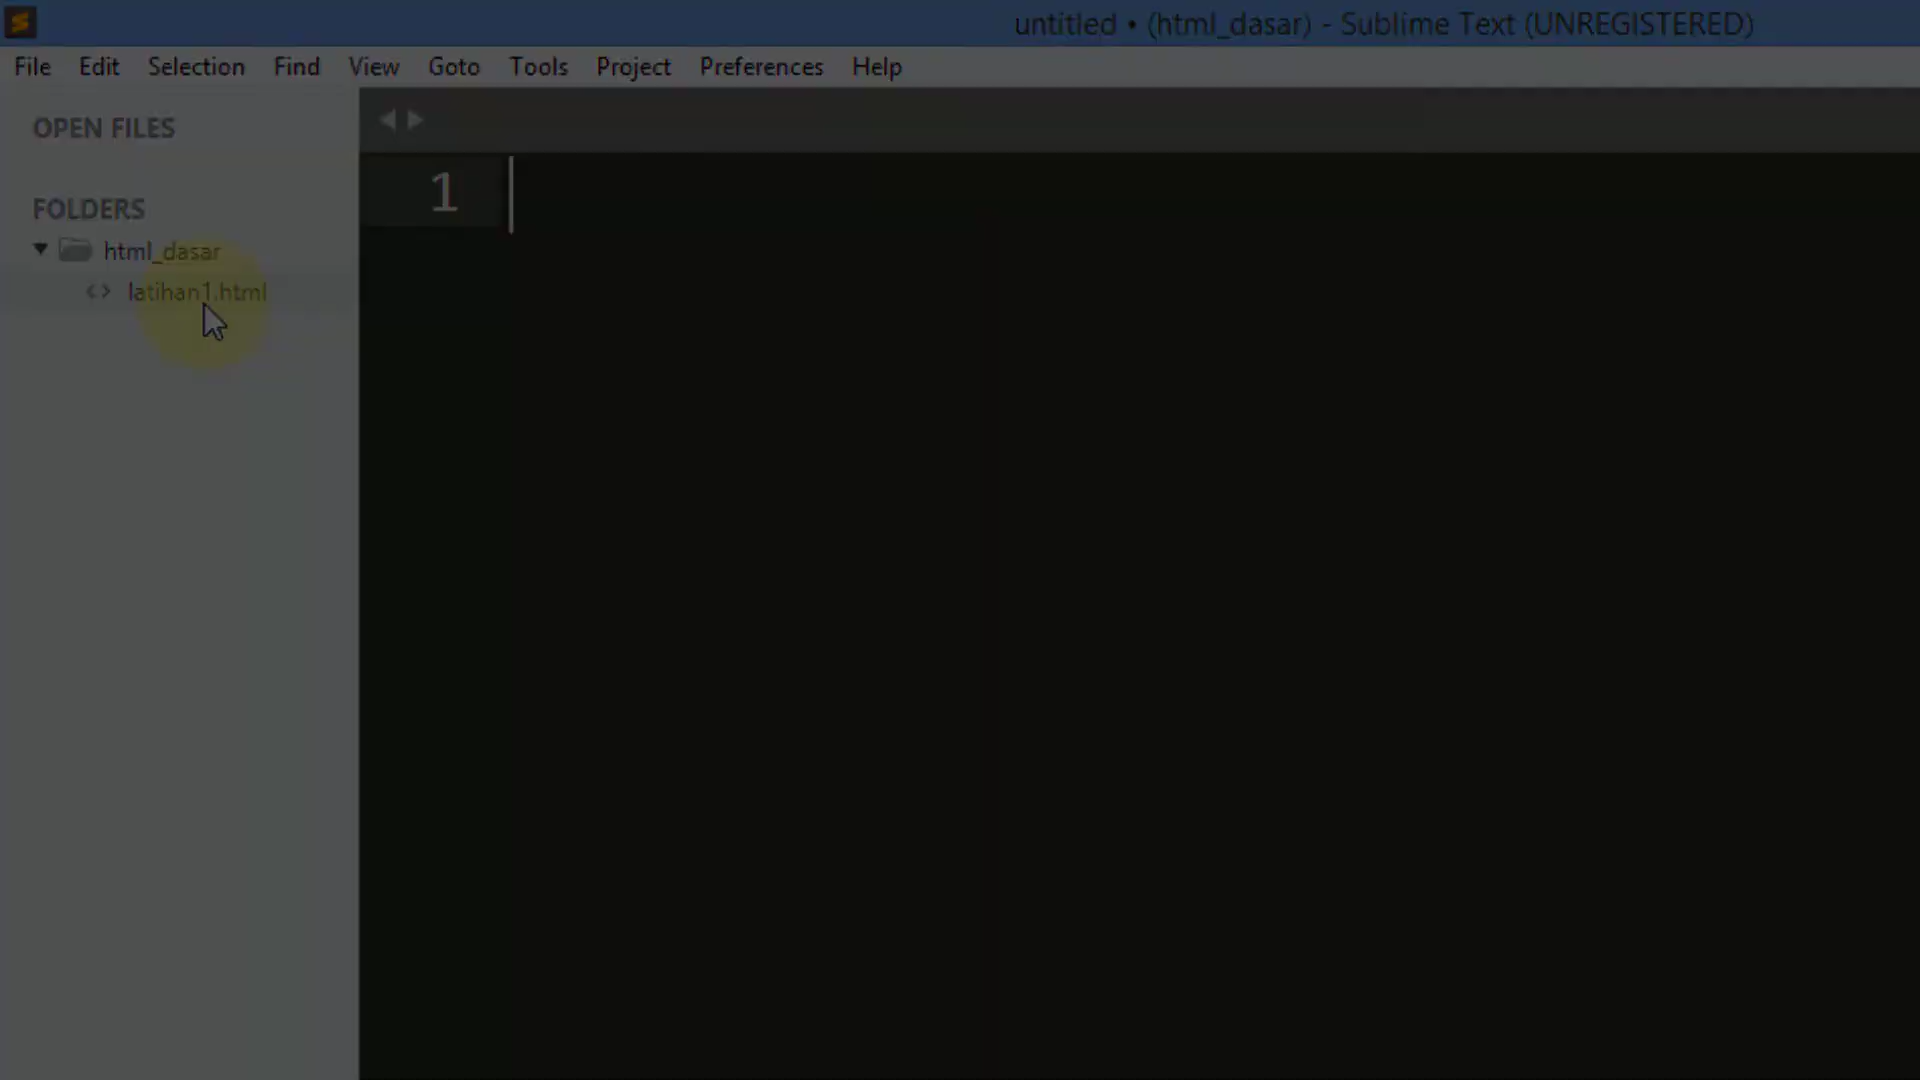 untitled • (html_dasar) - Sublime Text (UNREGISTERED)
File Edit Selection Find View Goto Tools Project Preferences Help
OPEN FILES
FOLDERS
html_dasar
latihan1.html
1